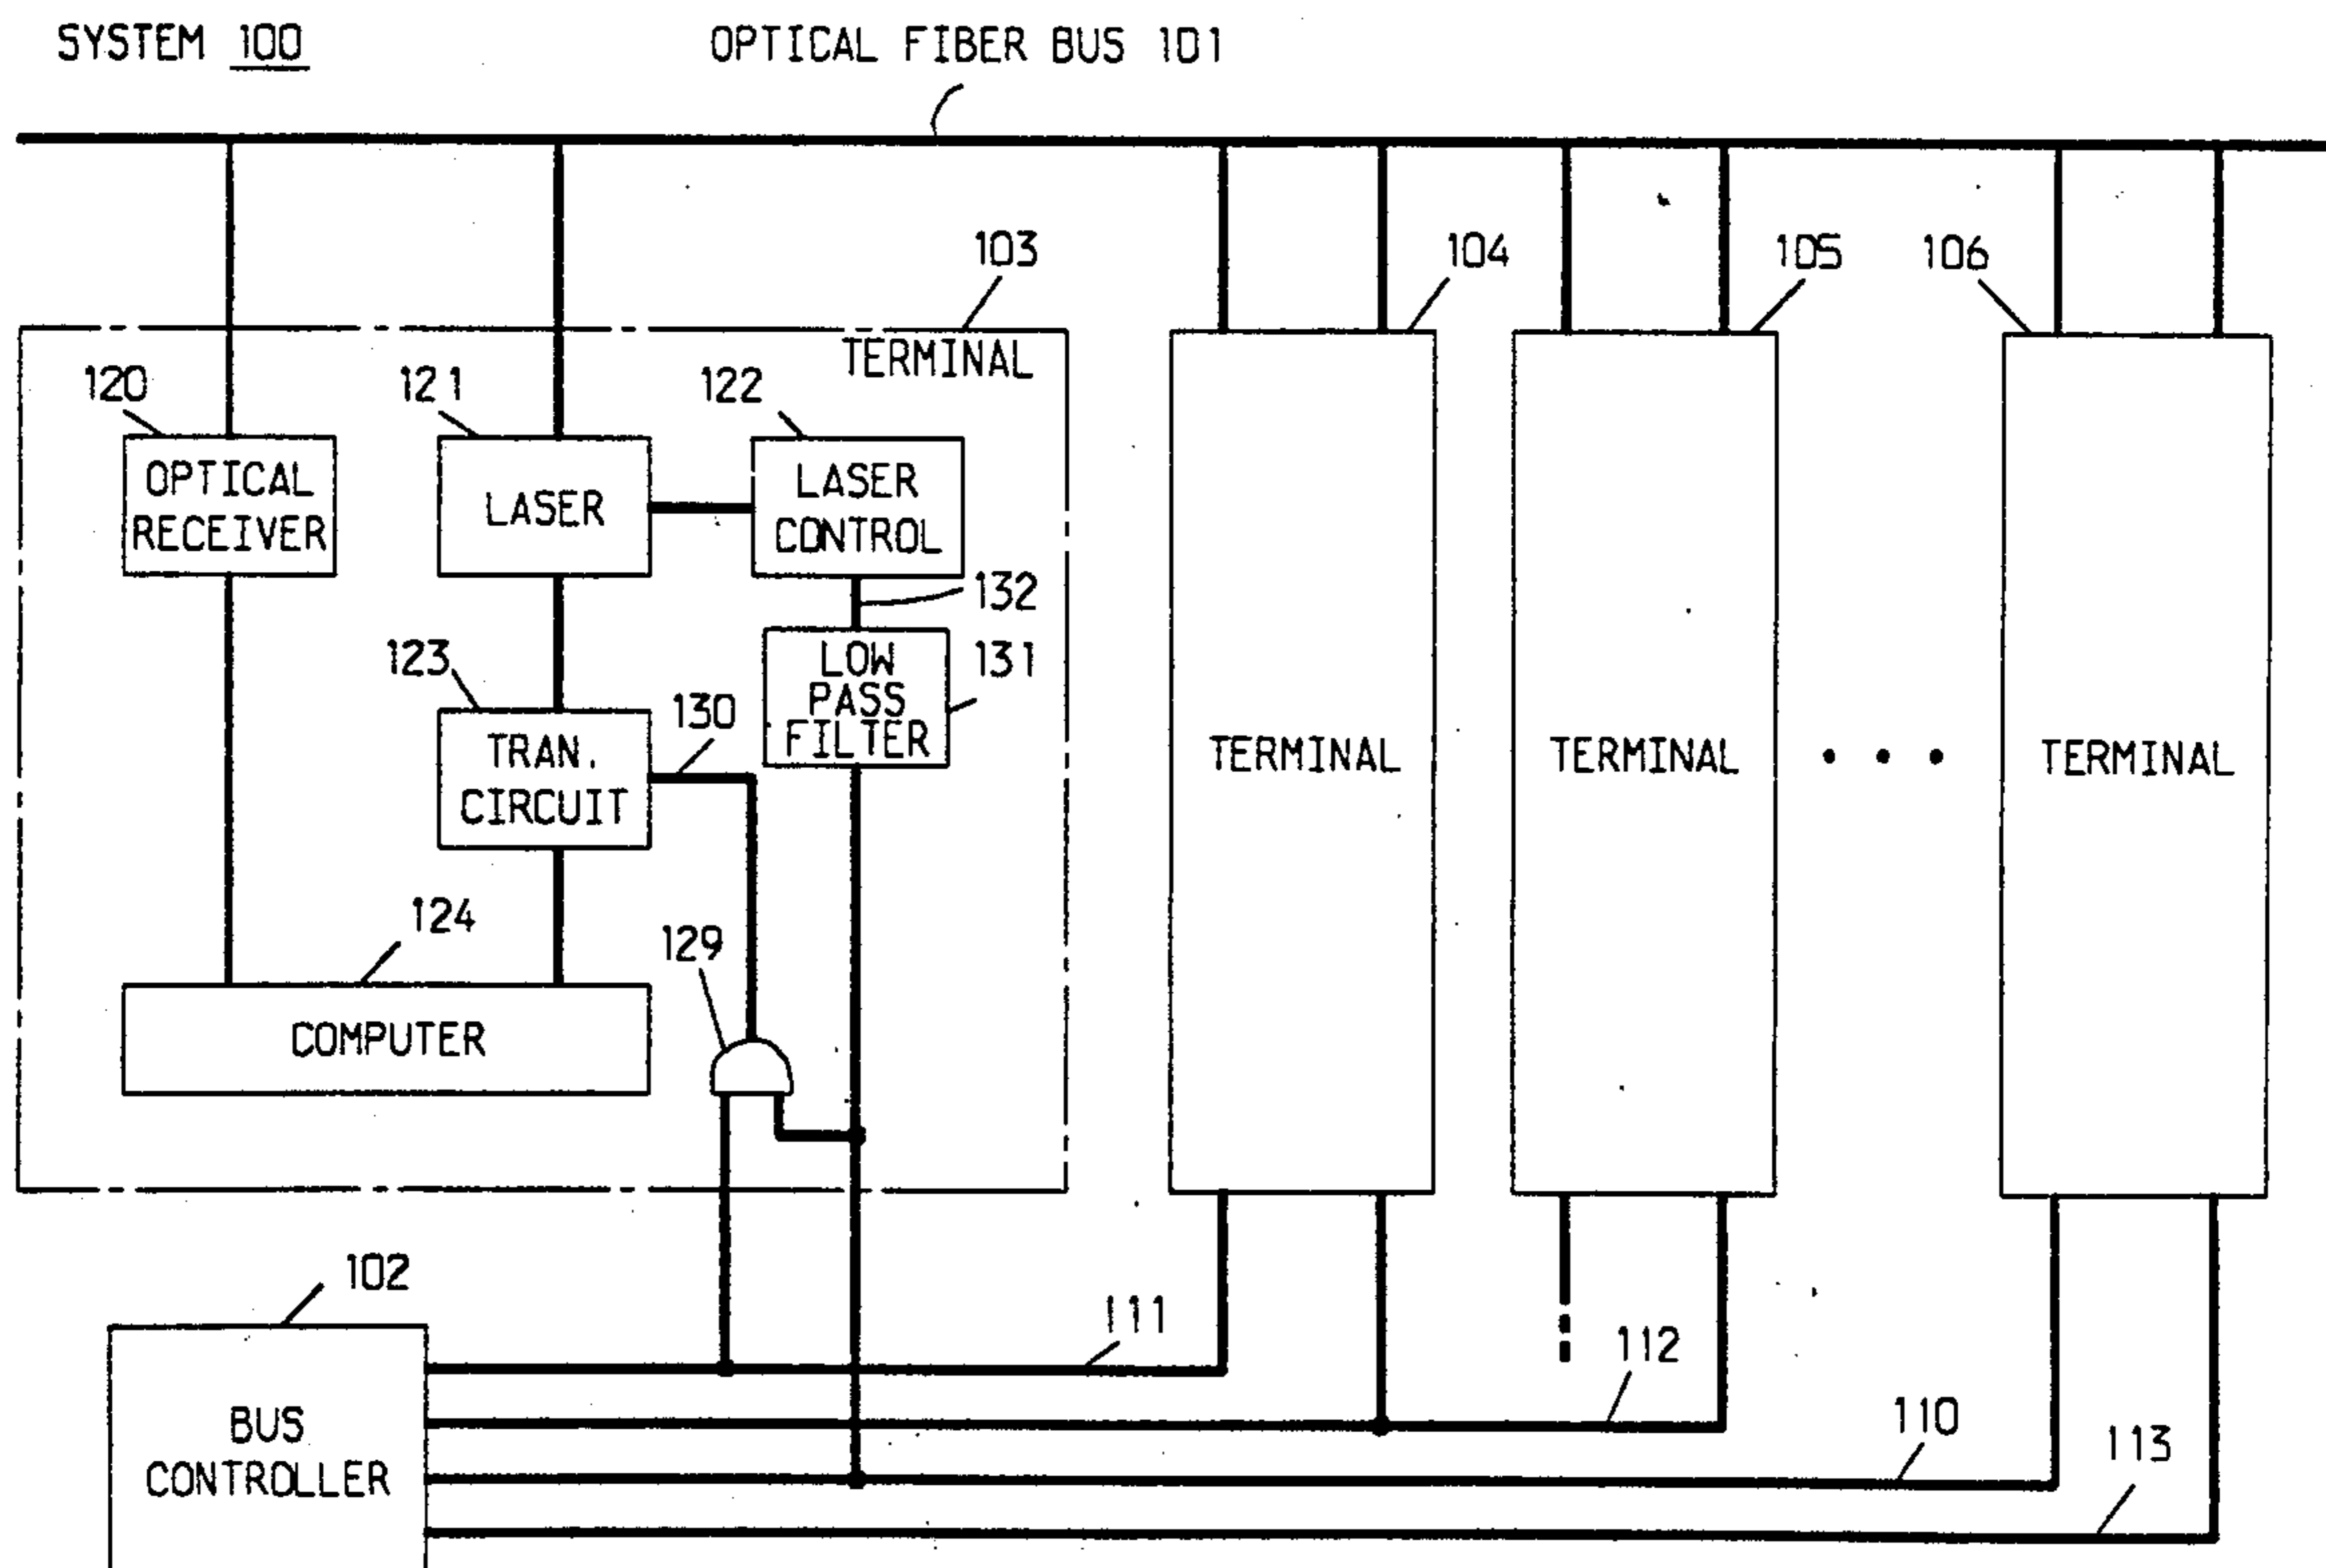 SYSTEM 100
OPTICAL FIBER BUS 101
103
104
105
106
TERMINAL
120
121
122
OPTICAL
RECEIVER
LASER
LASER
CONTROL
132
123
LOW
PASS
FILTER
131
130
TRAN.
CIRCUIT
TERMINAL
TERMINAL
• • •
TERMINAL
124
129
COMPUTER
102
111
112
110
113
BUS
CONTROLLER